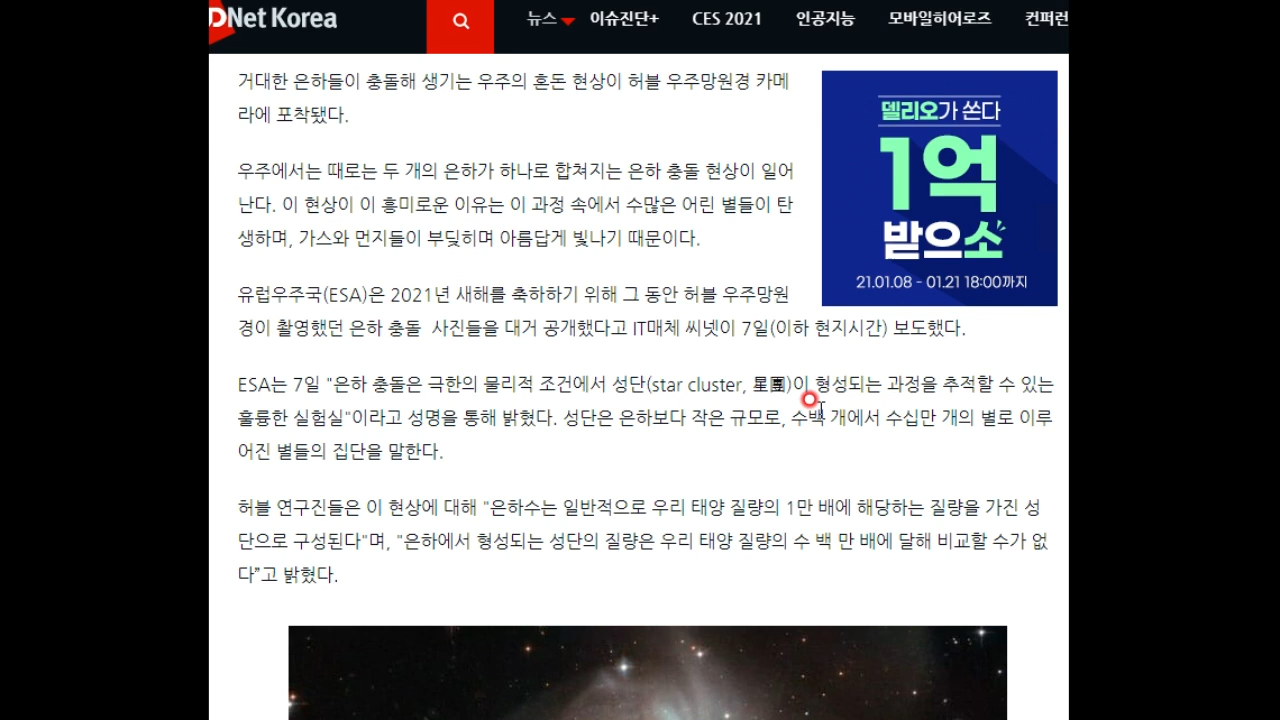 DNet Korea
뉴스 이슈진단+ CES 2021 인공지능 모바일히어로즈 컨퍼런
거대한 은하들이 충돌해 생기는 우주의 혼돈 현상이 허블 우주망원경 카메
라에 포착됐다.
우주에서는 때로는 두 개의 은하가 하나로 합쳐지는 은하 충돌 현상이 일어
난다. 이 현상이 이 흥미로운 이유는 이 과정 속에서 수많은 어린 별들이 탄
생하며, 가스와 먼지들이 부딪히며 아름답게 빛나기 때문이다.
유럽우주국(ESA)은 2021년 새해를 축하하기 위해 그 동안 허블 우주망원
경이 촬영했던 은하 충돌 사진들을 대거 공개했다고 IT매체 씨넷이 7일(이하 현지시간) 보도했다.
ESA는 7일 "은하 충돌은 극한의 물리적 조건에서 성단(star cluster, 星團)이 형성되는 과정을 추적할 수 있는
훌륭한 실험실"이라고 성명을 통해 밝혔다. 성단은 은하보다 작은 규모로, 수백 개에서 수십만 개의 별로 이루
어진 별들의 집단을 말한다.
허블 연구진들은 이 현상에 대해 "은하수는 일반적으로 우리 태양 질량의 1만 배에 해당하는 질량을 가진 성
단으로 구성된다"며, "은하에서 형성되는 성단의 질량은 우리 태양 질량의 수 백 만 배에 달해 비교할 수가 없
다”고 밝혔다.
델리오가 쏜다
1억
받으소
21.01.08 - 01.21 18:00까지